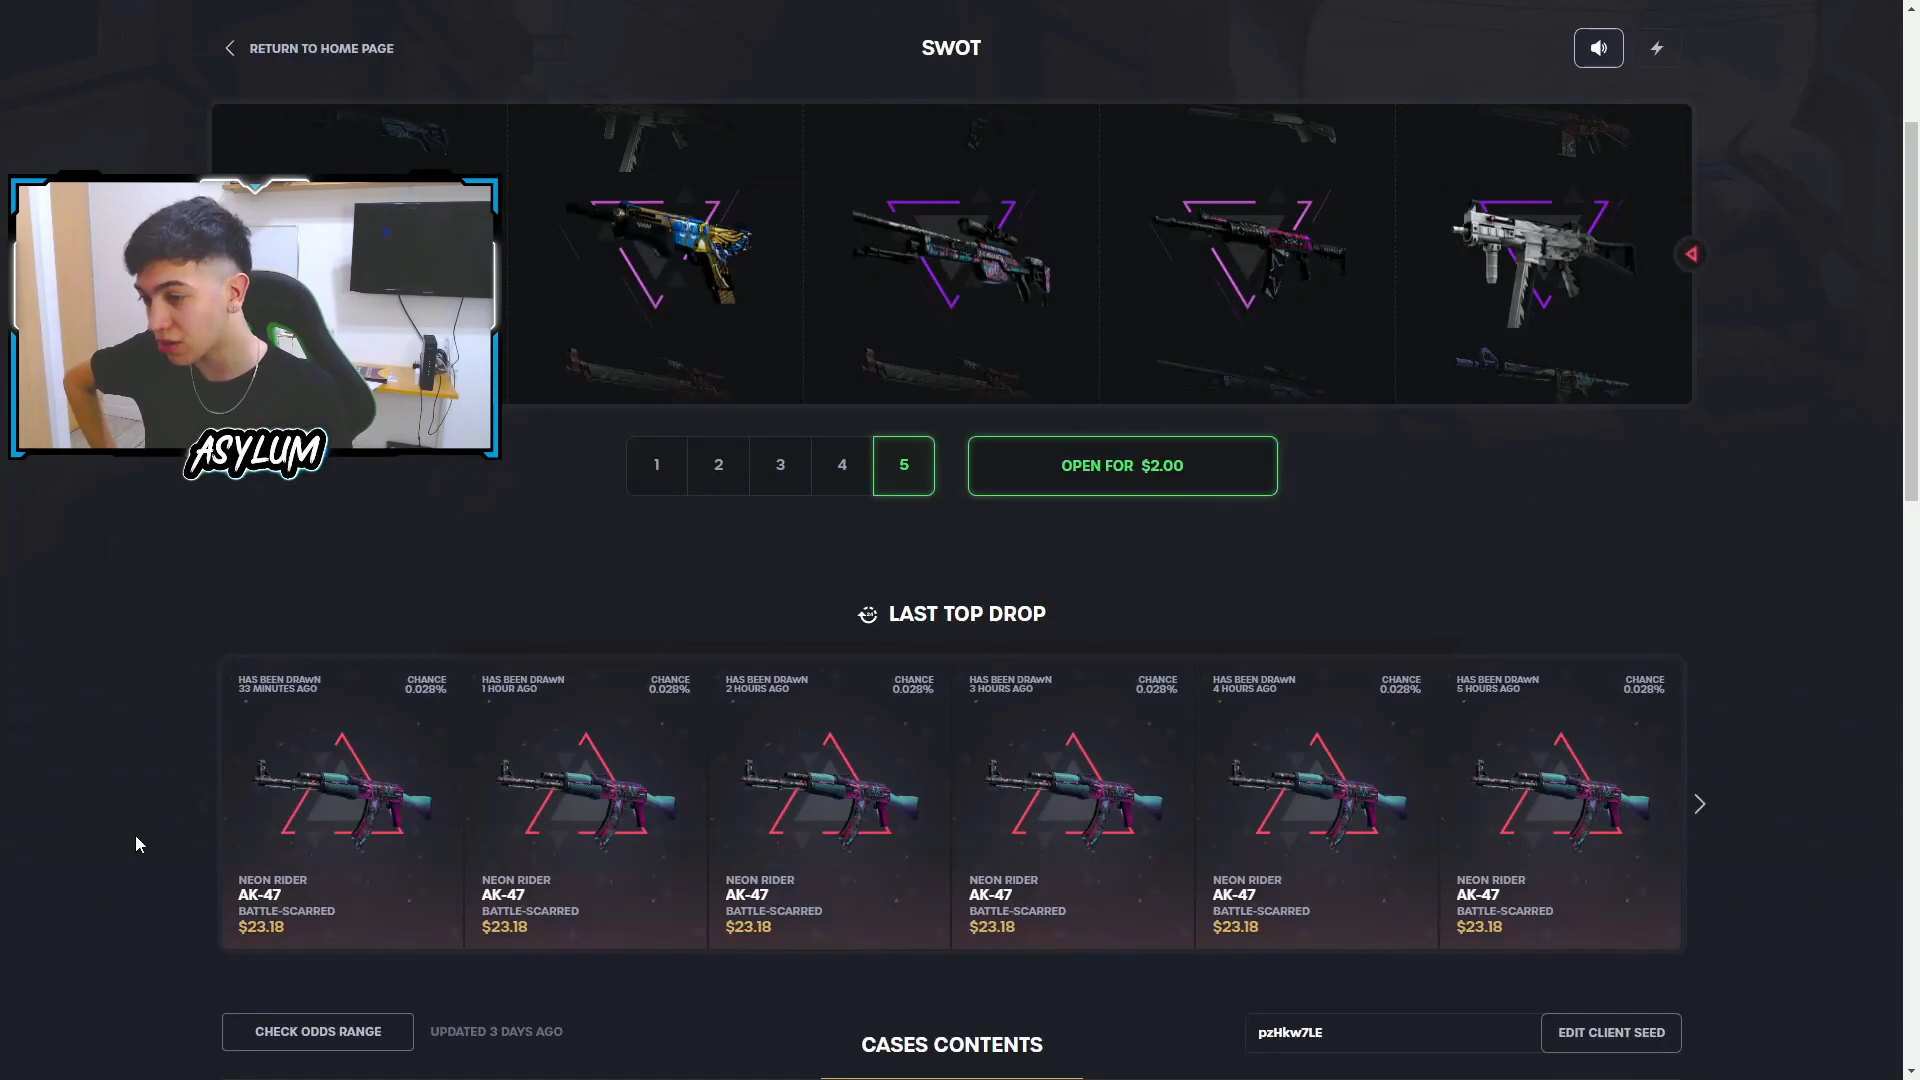 RETURN TO HOME PAGE
SWOT
ASYLUM
1 2 3 4 5
OPEN FOR $2.00
LAST TOP DROP
HAS BEEN DRAWN
33 MINUTES AGO
CHANCE
0.028%
NEON RIDER
AK-47
BATTLE-SCARRED
$23.18
HAS BEEN DRAWN
1 HOUR AGO
CHANCE
0.028%
NEON RIDER
AK-47
BATTLE-SCARRED
$23.18
HAS BEEN DRAWN
2 HOURS AGO
CHANCE
0.028%
NEON RIDER
AK-47
BATTLE-SCARRED
$23.18
HAS BEEN DRAWN
3 HOURS AGO
CHANCE
0.028%
NEON RIDER
AK-47
BATTLE-SCARRED
$23.18
HAS BEEN DRAWN
4 HOURS AGO
CHANCE
0.028%
NEON RIDER
AK-47
BATTLE-SCARRED
$23.18
HAS BEEN DRAWN
5 HOURS AGO
CHANCE
0.028%
NEON RIDER
AK-47
BATTLE-SCARRED
$23.18
CHECK ODDS RANGE
UPDATED 3 DAYS AGO
CASES CONTENTS
pzHkw7LE
EDIT CLIENT SEED